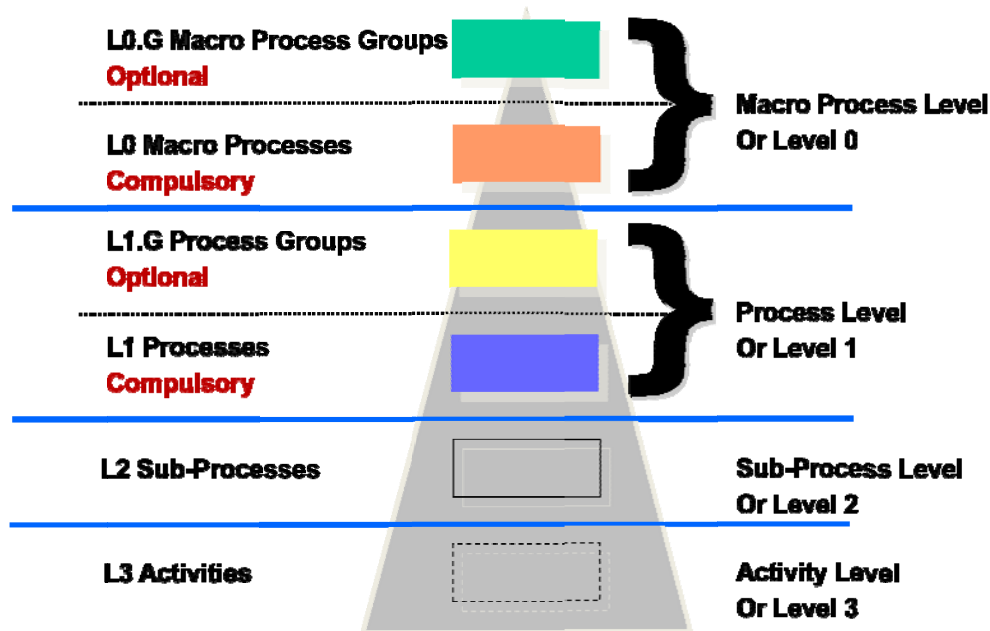 L0.G Macro Process Groups
Optional
L0 Macro Processes
Compulsory
Macro Process Level
Or Level 0
L1.G Process Groups
Optional
L1 Processes
Compulsory
Process Level
Or Level 1
L2 Sub-Processes
Sub-Process Level
Or Level 2
L3 Activities
Activity Level
Or Level 3